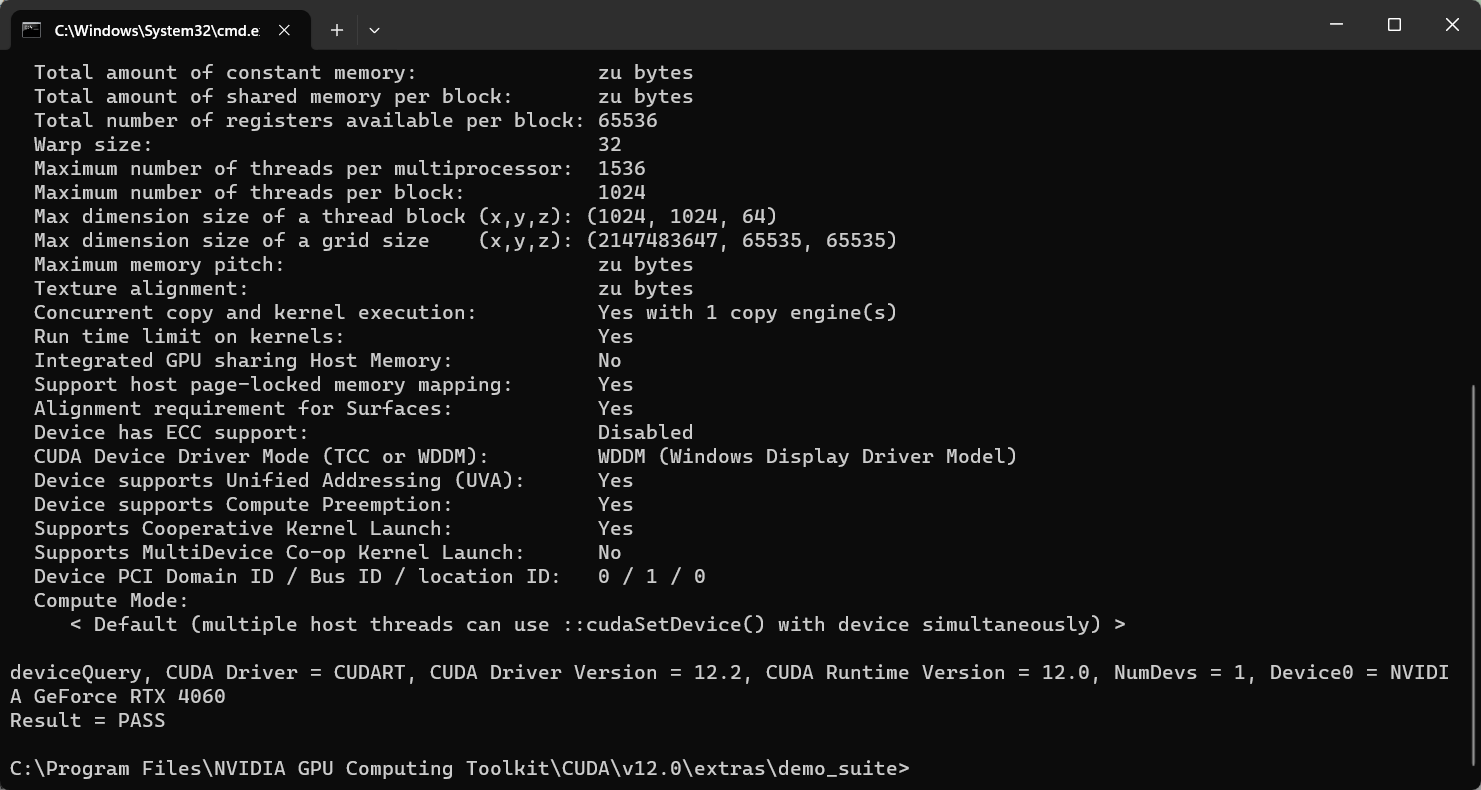 C:\Windows\System32\cmd.e
Total amount of constant memory: zu bytes
Total amount of shared memory per block: zu bytes
Total number of registers available per block: 65536
Warp size: 32
Maximum number of threads per multiprocessor: 1536
Maximum number of threads per block: 1024
Max dimension size of a thread block (x,y,z): (1024, 1024, 64)
Max dimension size of a grid size    (x,y,z): (2147483647, 65535, 65535)
Maximum memory pitch: zu bytes
Texture alignment: zu bytes
Concurrent copy and kernel execution: Yes with 1 copy engine(s)
Run time limit on kernels: Yes
Integrated GPU sharing Host Memory: No
Support host page-locked memory mapping: Yes
Alignment requirement for Surfaces: Yes
Device has ECC support: Disabled
CUDA Device Driver Mode (TCC or WDDM): WDDM (Windows Display Driver Model)
Device supports Unified Addressing (UVA): Yes
Device supports Compute Preemption: Yes
Supports Cooperative Kernel Launch: Yes
Supports MultiDevice Co-op Kernel Launch: No
Device PCI Domain ID / Bus ID / location ID: 0 / 1 / 0
Compute Mode:
< Default (multiple host threads can use ::cudaSetDevice() with device simultaneously) >
deviceQuery, CUDA Driver = CUDART, CUDA Driver Version = 12.2, CUDA Runtime Version = 12.0, NumDevs = 1, Device0 = NVIDI
A GeForce RTX 4060
Result = PASS
C:\Program Files\NVIDIA GPU Computing Toolkit\CUDA\v12.0\extras\demo_suite>